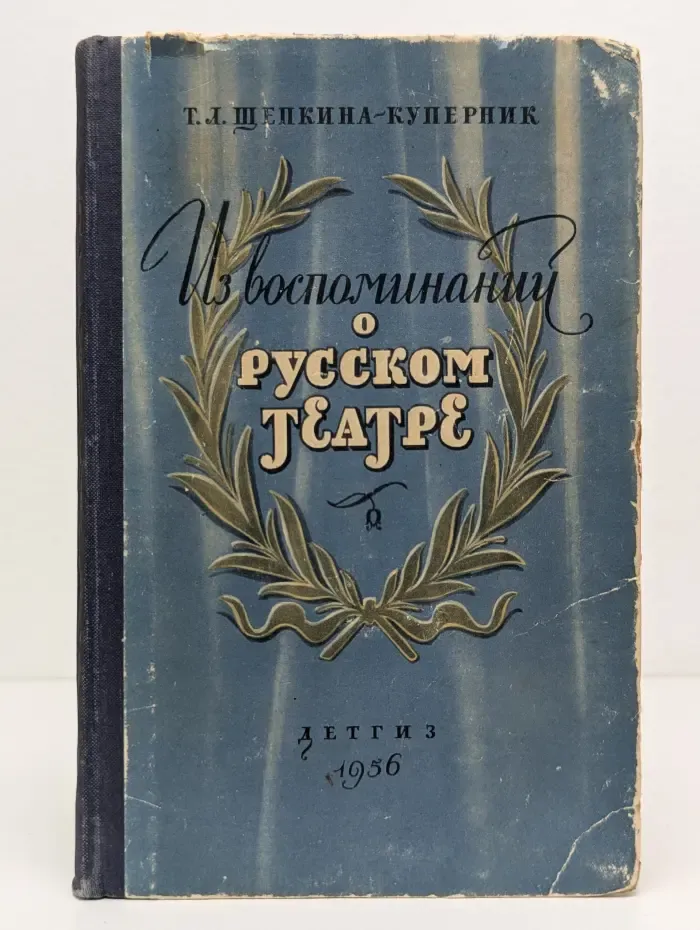 Т.Л. ЩЕПКИНА-КУПЕРНИК
Из воспоминаний
о
РУССКОМ
ТЕАТРЕ
ДЕТГИЗ
1956